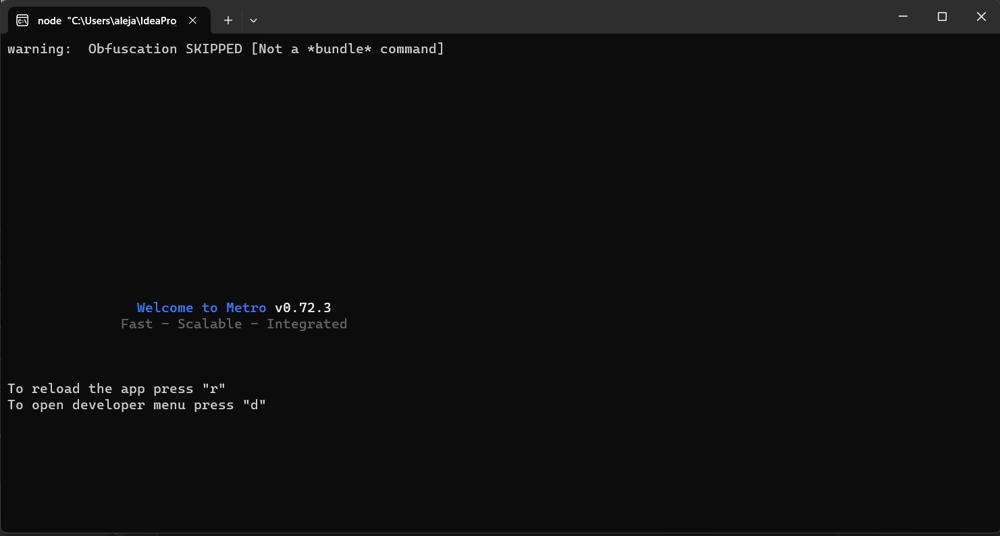 node "C:\Users\aleja\IdeaPro
warning:  Obfuscation SKIPPED [Not a *bundle* command]
Welcome to Metro v0.72.3
Fast - Scalable - Integrated
To reload the app press "r"
To open developer menu press "d"